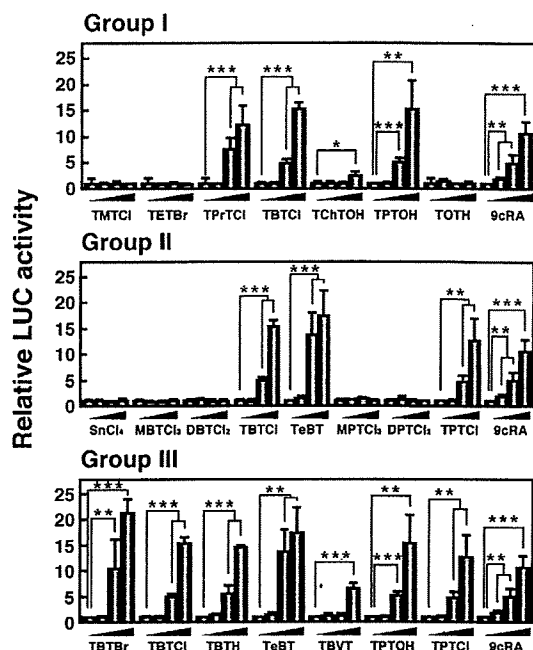 Group I
Relative LUC activity
25
20
15
10
5
0
*** *** * ** *** *** **
TMTCl TETBr TPrTCl TBTCl TChTOH TPTOH TOTH 9cRA
Group II
25
20
15
10
5
0
*** *** ** *** **
SnCl₄ MBTCl₃ DBTCl₂ TBTCl TeBT MPTCl₃ DPTCl₂ TPTCl 9cRA
Group III
25
20
15
10
5
0
*** ** *** *** ** *** ** *** ** *** **
TBTBr TBTCl TBTH TeBT TBVT TPTOH TPTCl 9cRA